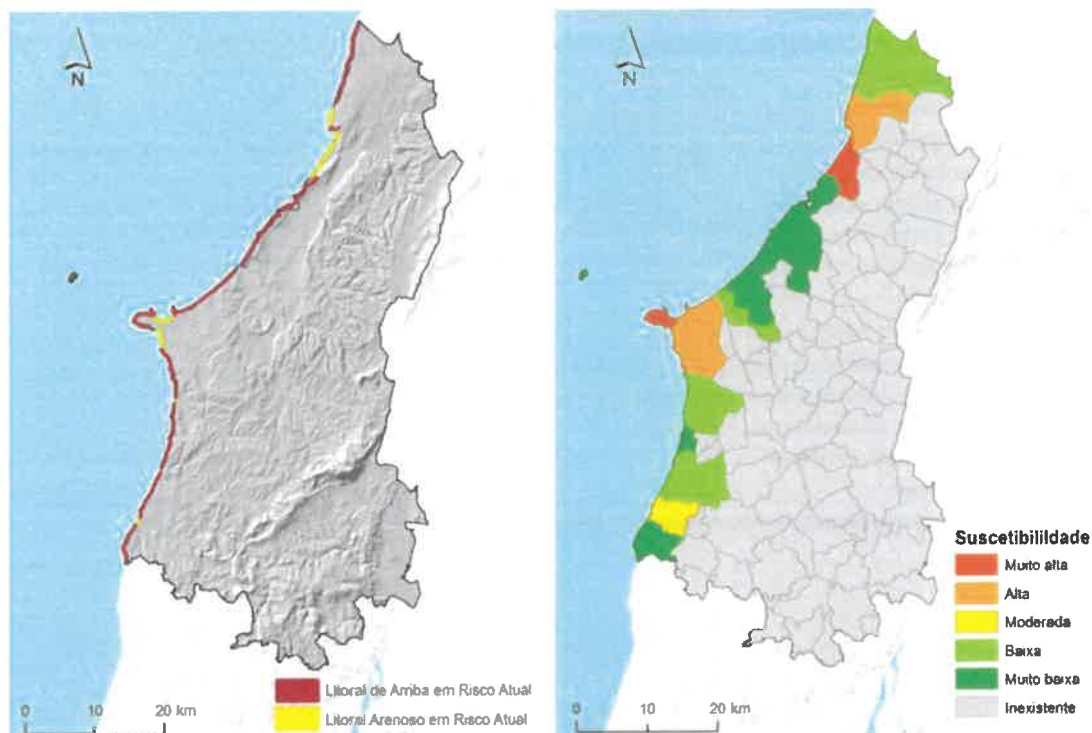 N
Litoral de Arriba em Risco Atual
Litoral Arenoso em Risco Atual
0 10 20 km
N
Suscetibilildade
Muito alta
Alta
Moderada
Baixa
Muito baixa
Inexistente
0 10 20 km